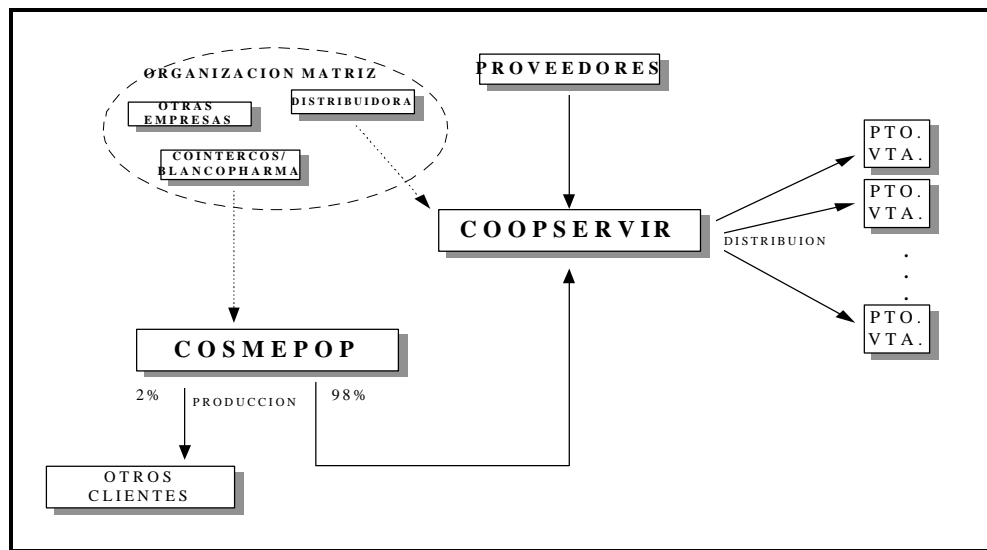 ORGANIZACION MATRIZ
OTRAS
EMPRESAS
DISTRIBUIDORA
COINTERCOS/
BLANCOPHARMA
PROVEEDORES
COOPSERVIR
DISTRIBUION
PTO.
VTA.
PTO.
VTA.
.
.
.
PTO.
VTA.
COSMEPOP
2%
PRODUCCION
98%
OTROS
CLIENTES